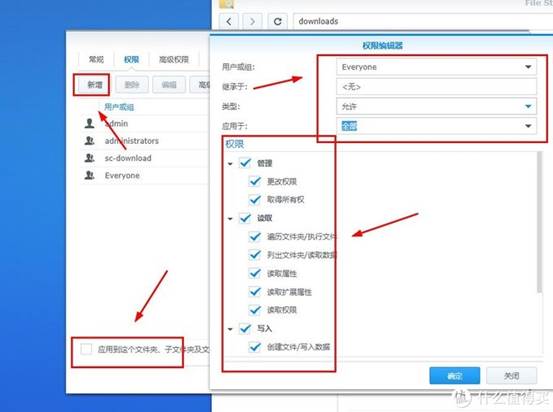 File St
downloads
常规
权限
高级权限
新增
删除
编辑
高级
用户或组
admin
administrators
sc-download
Everyone
应用到这个文件夹、子文件夹及文
权限编辑器
用户或组:
Everyone
继承于:
<无>
类型:
允许
应用于:
全部
权限
管理
更改权限
取得所有权
读取
遍历文件夹/执行文件
列出文件夹/读取数据
读取属性
读取扩展属性
读取权限
写入
创建文件/写入数据
确定
关闭
值 什么值得买